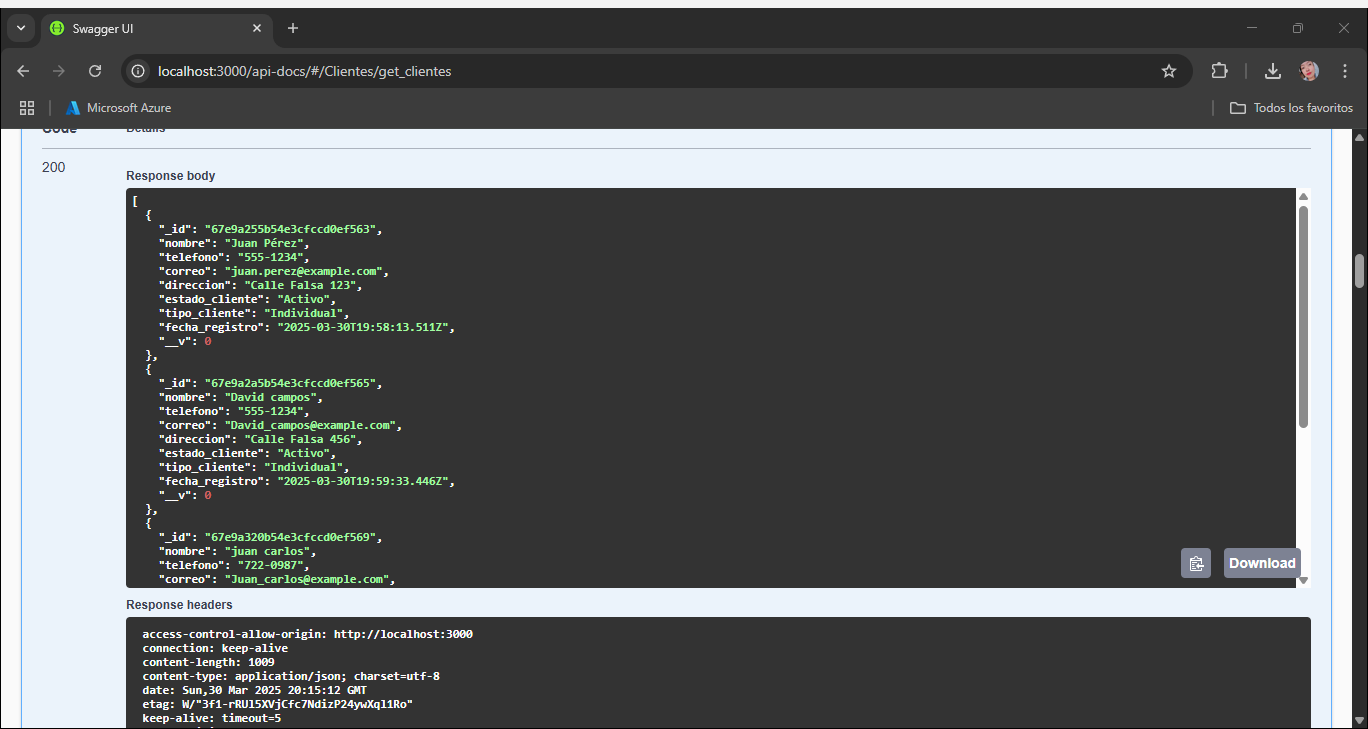 Swagger UI
localhost:3000/api-docs/#/Clientes/get_clientes
Microsoft Azure
Todos los favoritos
Code Details
200
Response body
[
  {
    "_id": "67e9a255b54e3cfccd0ef563",
    "nombre": "Juan Pérez",
    "telefono": "555-1234",
    "correo": "juan.perez@example.com",
    "direccion": "Calle Falsa 123",
    "estado_cliente": "Activo",
    "tipo_cliente": "Individual",
    "fecha_registro": "2025-03-30T19:58:13.511Z",
    "__v": 0
  },
  {
    "_id": "67e9a2a5b54e3cfccd0ef565",
    "nombre": "David campos",
    "telefono": "555-1234",
    "correo": "David_campos@example.com",
    "direccion": "Calle Falsa 456",
    "estado_cliente": "Activo",
    "tipo_cliente": "Individual",
    "fecha_registro": "2025-03-30T19:59:33.446Z",
    "__v": 0
  },
  {
    "_id": "67e9a320b54e3cfccd0ef569",
    "nombre": "juan carlos",
    "telefono": "722-0987",
    "correo": "Juan_carlos@example.com",
Download
Response headers
access-control-allow-origin: http://localhost:3000
connection: keep-alive
content-length: 1009
content-type: application/json; charset=utf-8
date: Sun,30 Mar 2025 20:15:12 GMT
etag: W/"3f1-rRUl5XVjCfc7NdizP24ywXql1Ro"
keep-alive: timeout=5